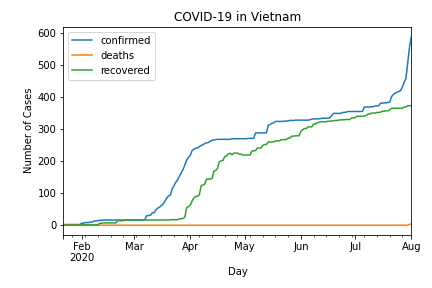 COVID-19 in Vietnam
confirmed
deaths
recovered
Number of Cases
600
500
400
300
200
100
0
Feb Mar Apr May Jun Jul Aug
2020
Day